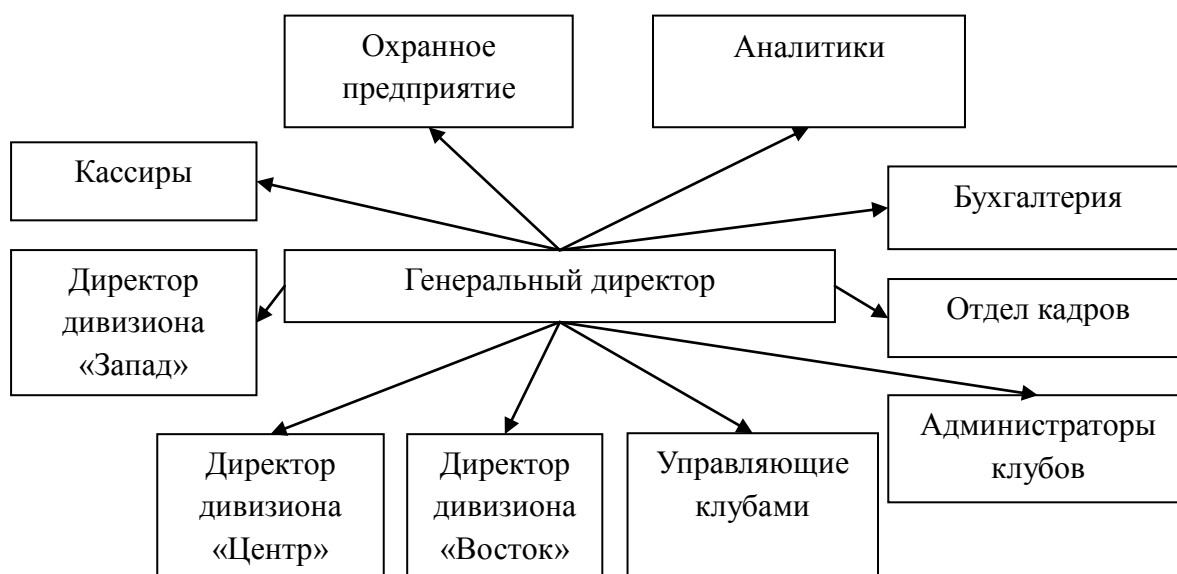 Охранное
предприятие
Аналитики
Кассиры
Бухгалтерия
Директор
дивизиона
«Запад»
Генеральный директор
Отдел кадров
Директор
дивизиона
«Центр»
Директор
дивизиона
«Восток»
Управляющие
клубами
Администраторы
клубов